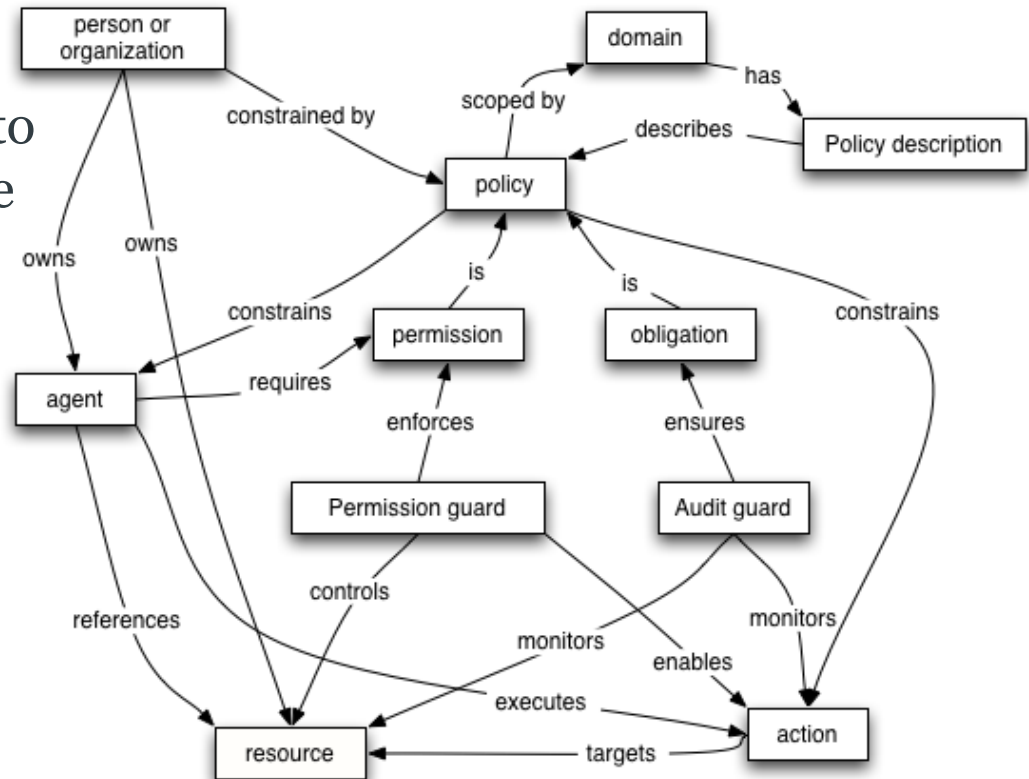 person or
organization
domain
has
to
constrained by
scoped by
describes
Policy description
e
policy
owns
owns
is
is
constrains
constrains
permission
obligation
requires
agent
enforces
ensures
Permission guard
Audit guard
controls
references
monitors
monitors
enables
executes
resource
targets
action